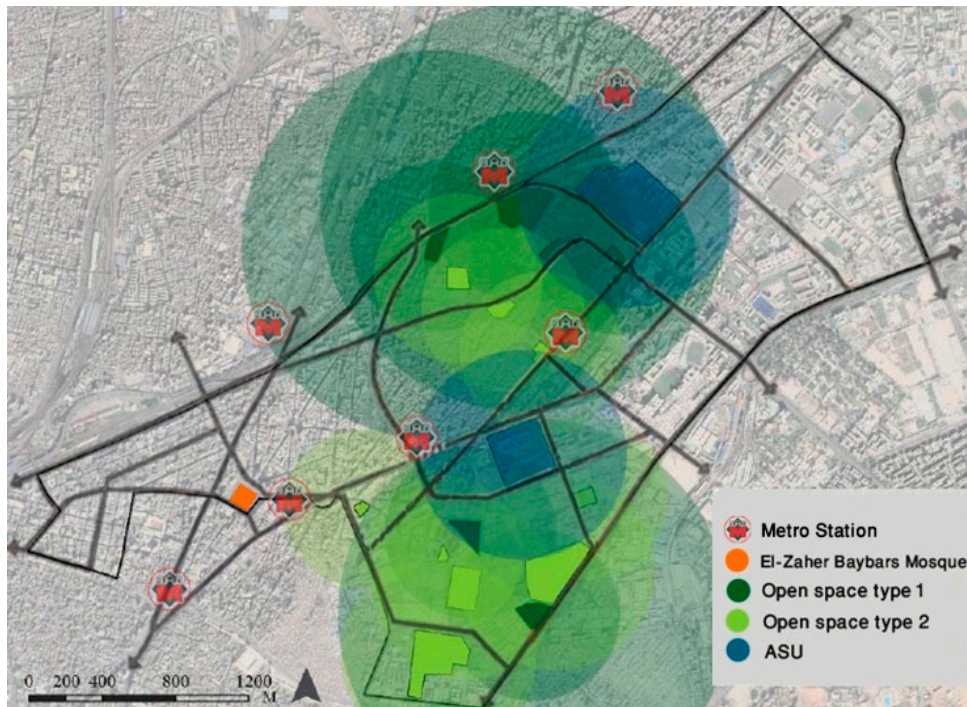 Metro Station
El-Zaher Baybars Mosque
Open space type 1
Open space type 2
ASU
0 200 400 800 1200
M